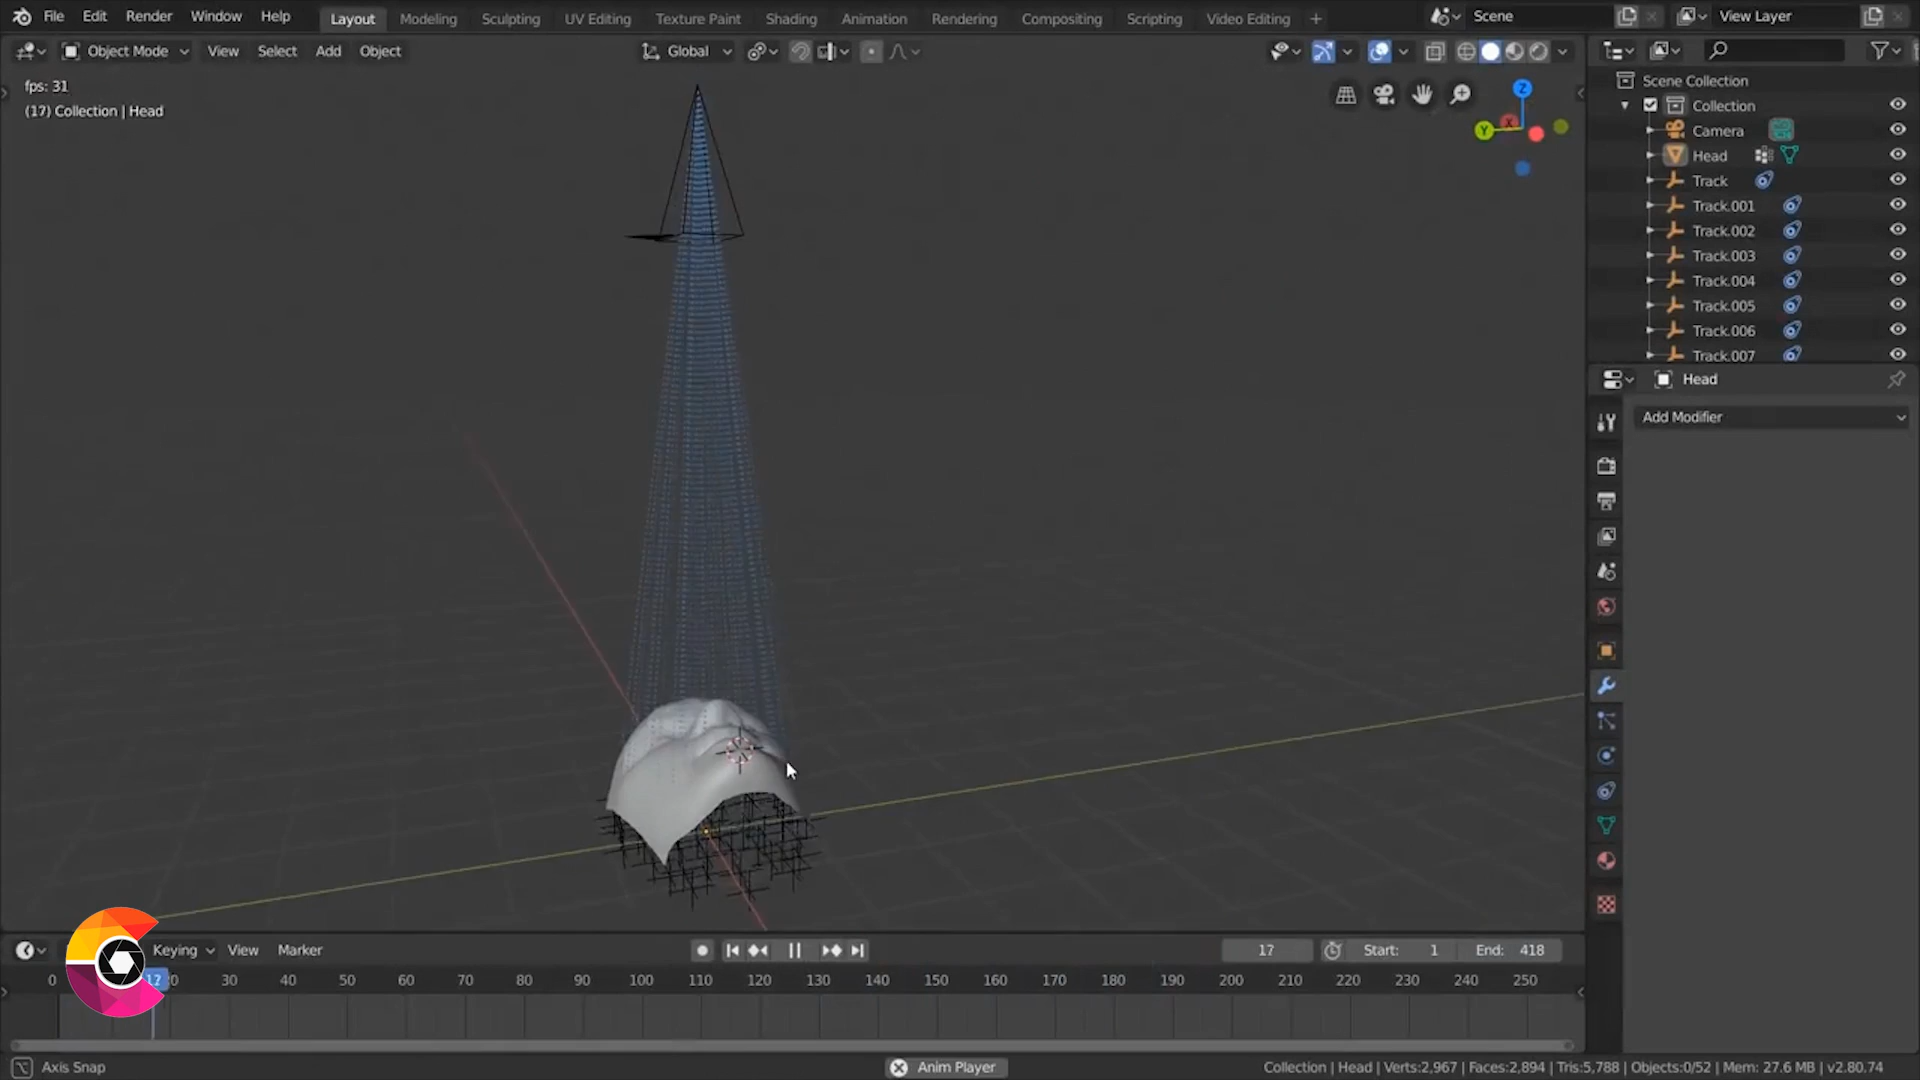 File Edit Render Window Help Layout Modeling Sculpting UV Editing Texture Paint Shading Animation Rendering Compositing Scripting Video Editing + Scene View Layer
Object Mode View Select Add Object Global
fps: 31
(17) Collection | Head
Z
Y
X
Scene Collection
Collection
Camera
Head
Track
Track.001
Track.002
Track.003
Track.004
Track.005
Track.006
Track.007
Head
Add Modifier
Keying View Marker 17 Start: 1 End: 418
0 17 20 30 40 50 60 70 80 90 100 110 120 130 140 150 160 170 180 190 200 210 220 230 240 250
Axis Snap Anim Player Collection | Head | Verts:2,967 | Faces:2,894 | Tris:5,788 | Objects:0/52 | Mem: 27.6 MB | v2.80.74